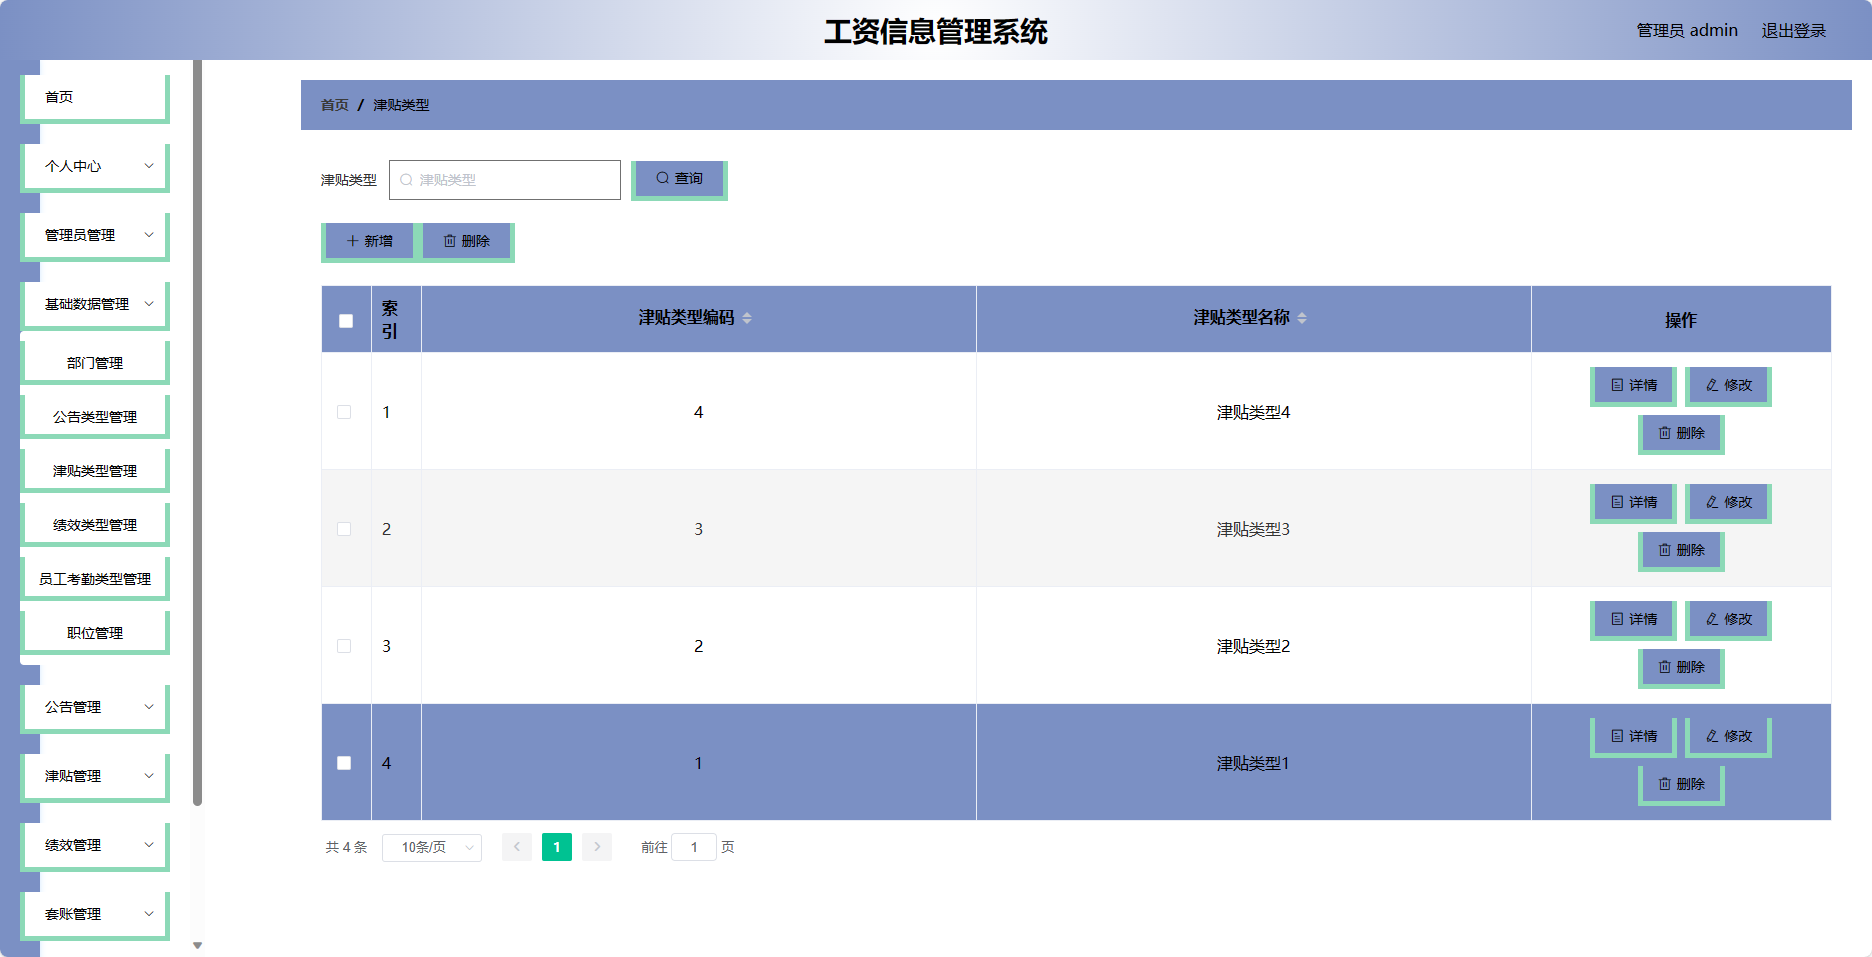 工资信息管理系统
管理员 admin 退出登录
首页
个人中心
管理员管理
基础数据管理
部门管理
公告类型管理
津贴类型管理
绩效类型管理
员工考勤类型管理
职位管理
公告管理
津贴管理
绩效管理
套账管理
首页 / 津贴类型
津贴类型 津贴类型 查询
新增 删除
索引 津贴类型编码 津贴类型名称 操作
1 4 津贴类型4 详情 修改
删除
2 3 津贴类型3 详情 修改
删除
3 2 津贴类型2 详情 修改
删除
4 1 津贴类型1 详情 修改
删除
共 4 条 10条/页 1 前往 1 页